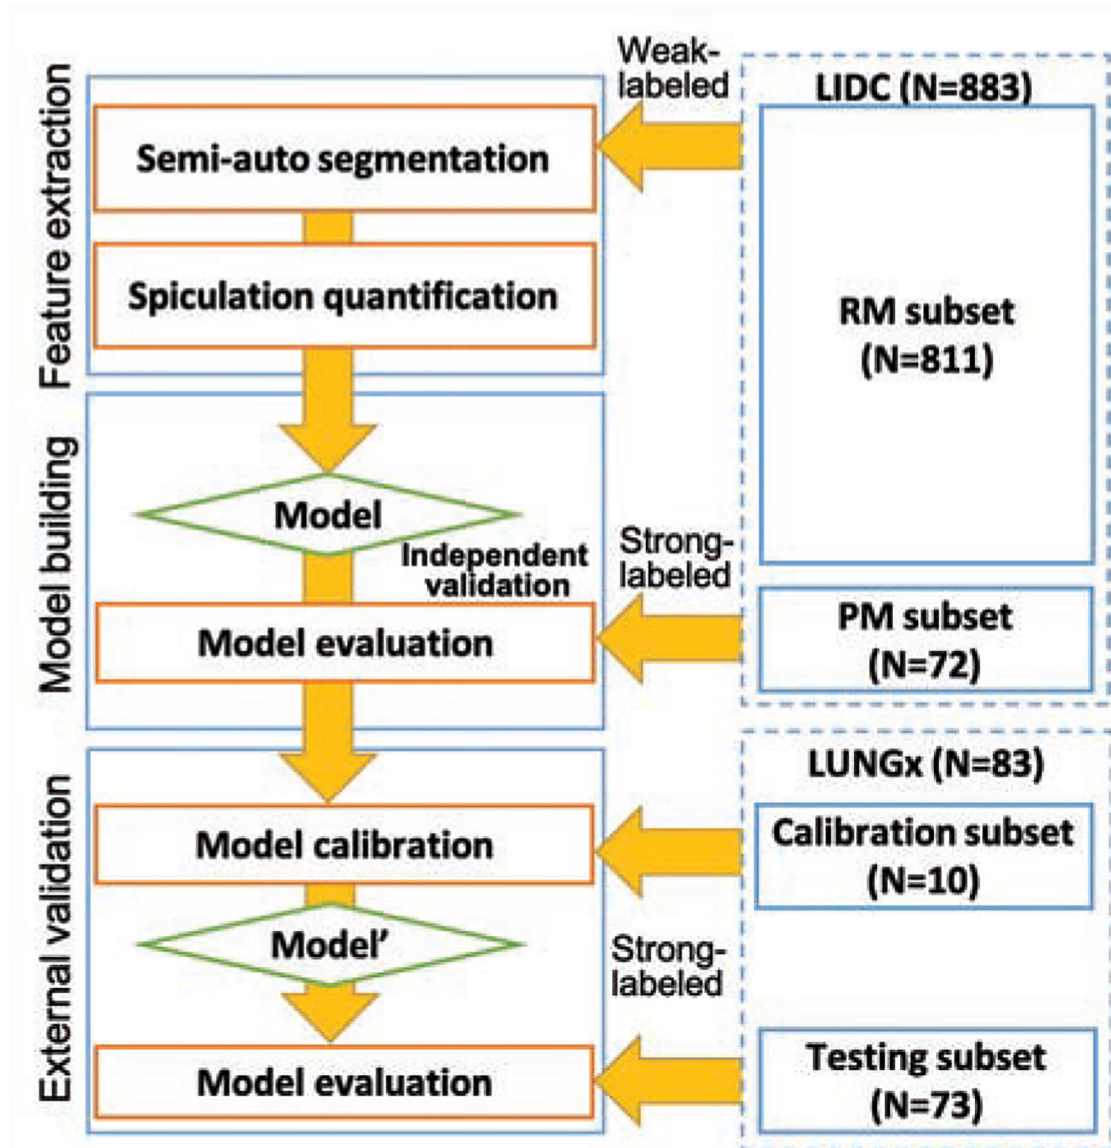 Feature extraction
Semi-auto segmentation
Spiculation quantification
Weak-
labeled
LIDC (N=883)
RM subset
(N=811)
Model building
Model
Independent
validation
Model evaluation
Strong-
labeled
PM subset
(N=72)
External validation
Model calibration
Model’
Model evaluation
Strong-
labeled
LUNGx (N=83)
Calibration subset
(N=10)
Testing subset
(N=73)